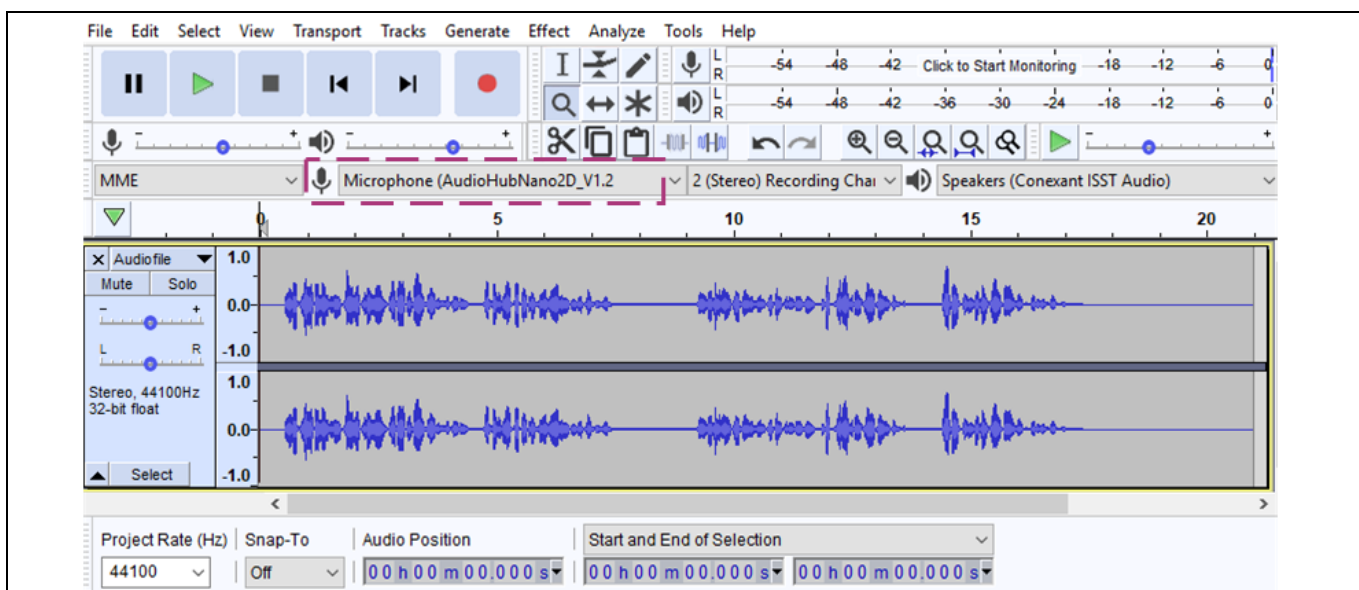 File Edit Select View Transport Tracks Generate Effect Analyze Tools Help
L
R
-54 -48 -42 Click to Start Monitoring -18 -12 -6 0
L
R
-54 -48 -42 -36 -30 -24 -18 -12 -6 0
- + - + - +
MME Microphone (AudioHubNano2D_V1.2 2 (Stereo) Recording Chai Speakers (Conexant ISST Audio)
0 5 10 15 20
X Audiofile 1.0
Mute Solo
- + 0.0
L R -1.0
Stereo, 44100Hz 1.0
32-bit float
0.0
Select -1.0
Project Rate (Hz) Snap-To Audio Position Start and End of Selection
44100 Off 00 h 00 m 00.000 s 00 h 00 m 00.000 s 00 h 00 m 00.000 s